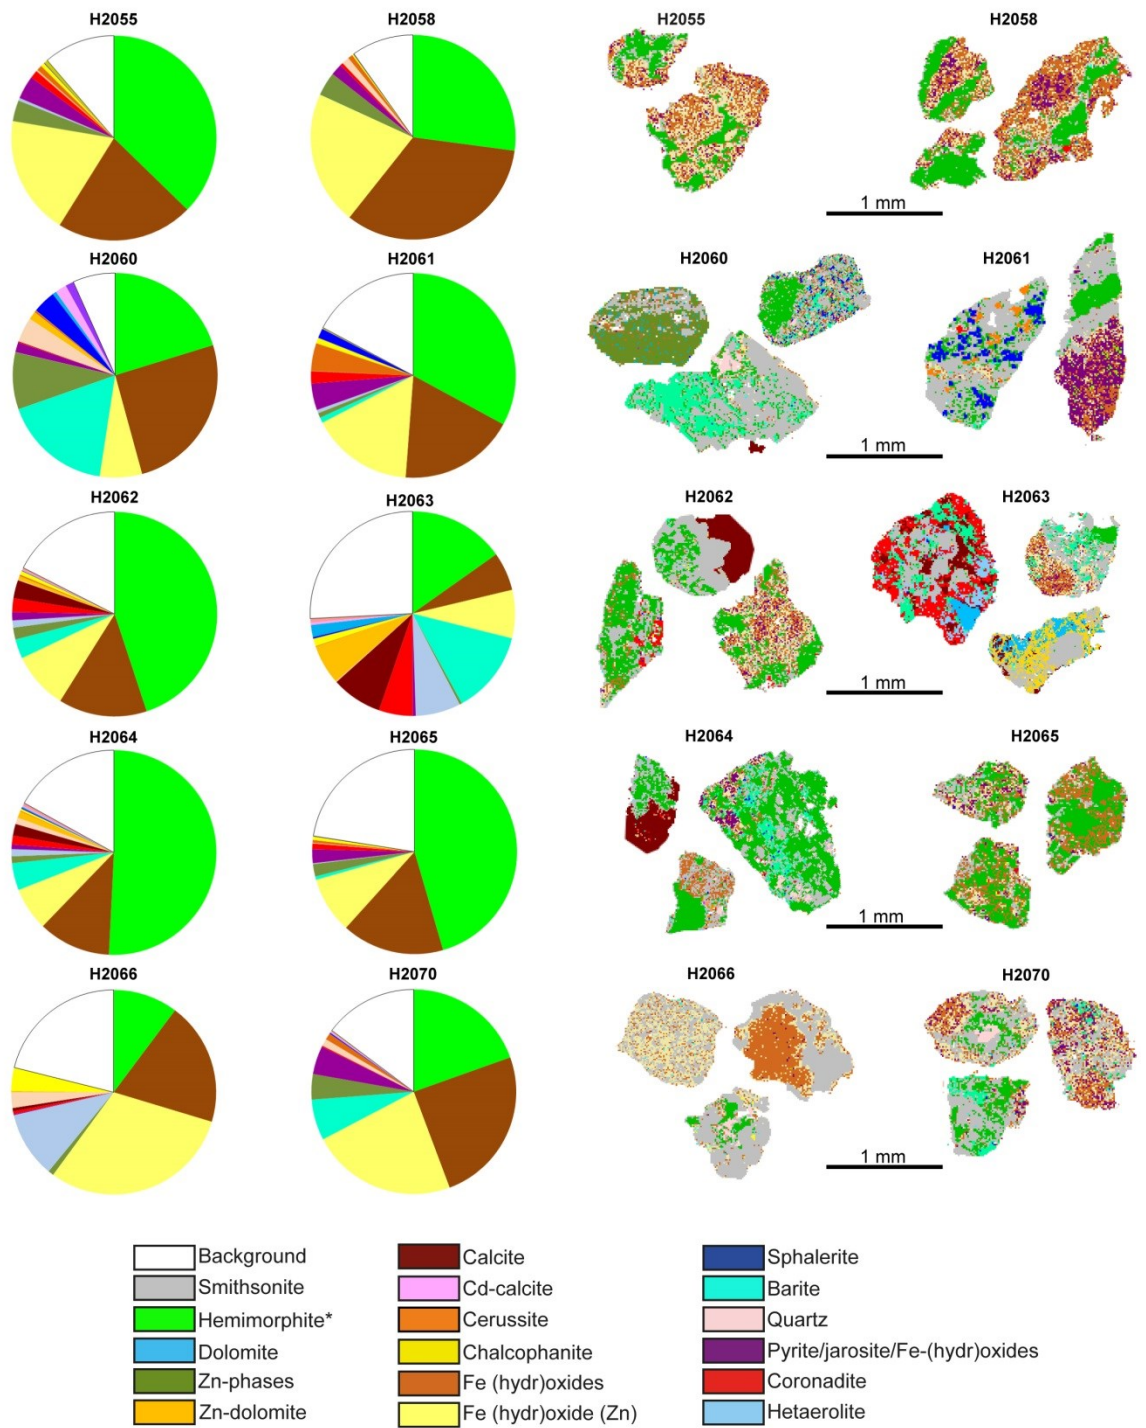 H2055 H2058 H2055 H2058
1 mm
H2060 H2061 H2060 H2061
1 mm
H2062 H2063 H2062 H2063
1 mm
H2064 H2065 H2064 H2065
1 mm
H2066 H2070 H2066 H2070
1 mm
Background Calcite Sphalerite
Smithsonite Cd-calcite Barite
Hemimorphite* Cerussite Quartz
Dolomite Chalcophanite Pyrite/jarosite/Fe-(hydr)oxides
Zn-phases Fe (hydr)oxides Coronadite
Zn-dolomite Fe (hydr)oxide (Zn) Hetaerolite